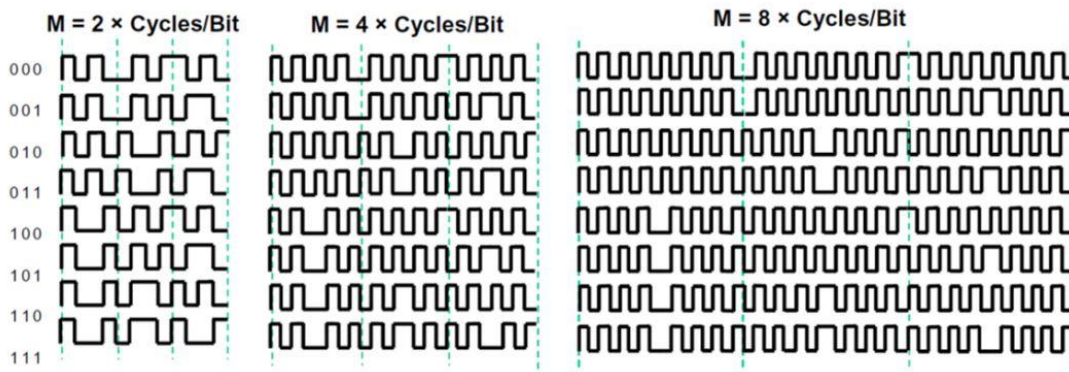 M = 2 × Cycles/Bit
M = 4 × Cycles/Bit
M = 8 × Cycles/Bit
000
001
010
011
100
101
110
111